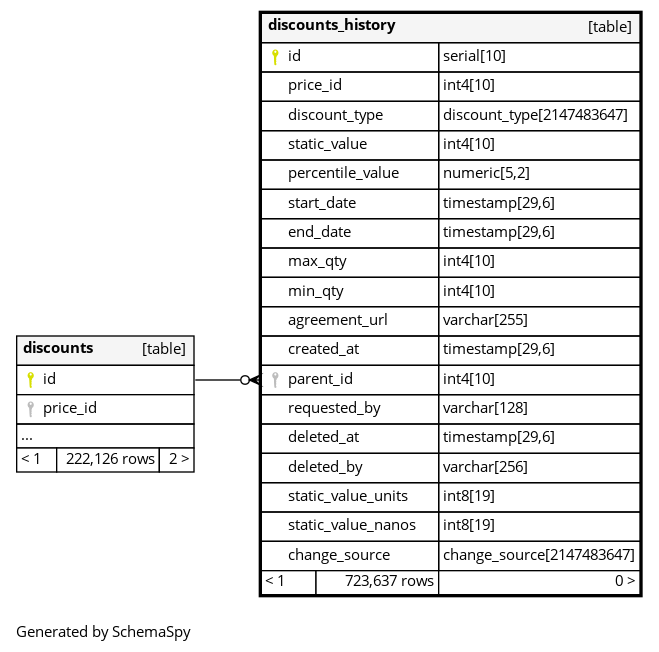 discounts_history [table]
id serial[10]
price_id int4[10]
discount_type discount_type[2147483647]
static_value int4[10]
percentile_value numeric[5,2]
start_date timestamp[29,6]
end_date timestamp[29,6]
max_qty int4[10]
min_qty int4[10]
agreement_url varchar[255]
created_at timestamp[29,6]
parent_id int4[10]
requested_by varchar[128]
deleted_at timestamp[29,6]
deleted_by varchar[256]
static_value_units int8[19]
static_value_nanos int8[19]
change_source change_source[2147483647]
< 1 723,637 rows 0 >
discounts [table]
id
price_id
...
< 1 222,126 rows 2 >
Generated by SchemaSpy